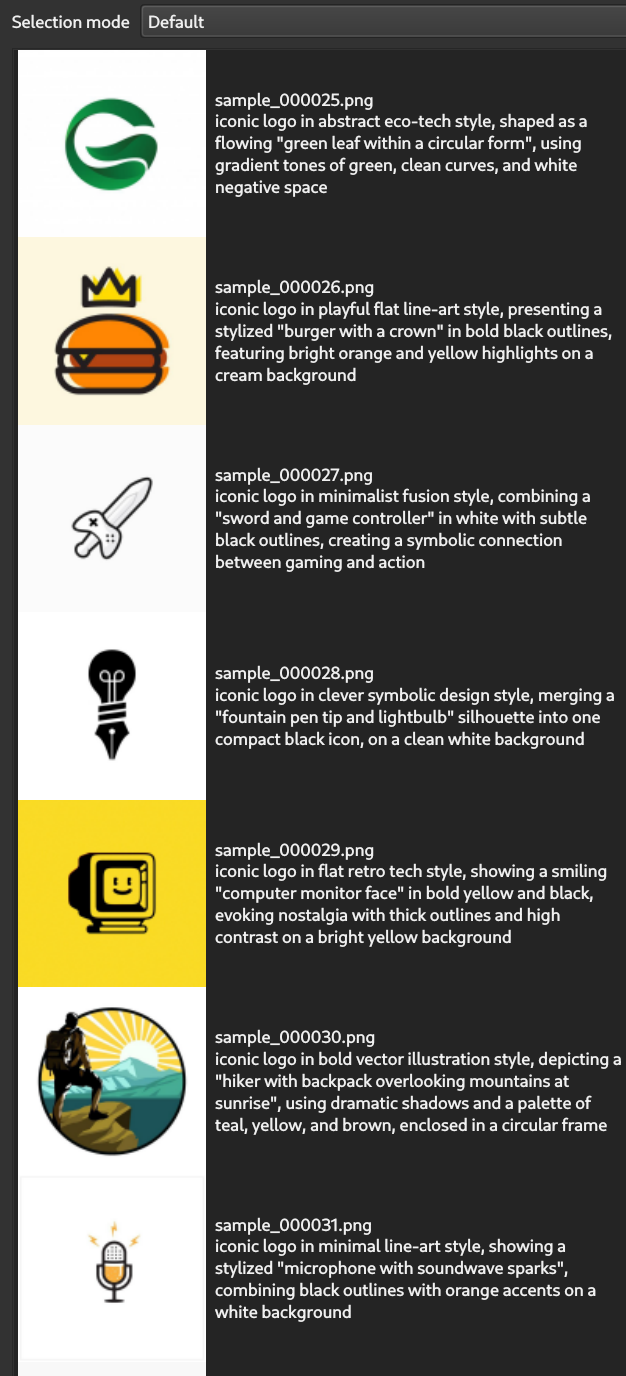 Selection mode
Default
sample_000025.png
iconic logo in abstract eco-tech style, shaped as a
flowing "green leaf within a circular form", using
gradient tones of green, clean curves, and white
negative space
sample_000026.png
iconic logo in playful flat line-art style, presenting a
stylized "burger with a crown" in bold black outlines,
featuring bright orange and yellow highlights on a
cream background
sample_000027.png
iconic logo in minimalist fusion style, combining a
"sword and game controller" in white with subtle
black outlines, creating a symbolic connection
between gaming and action
sample_000028.png
iconic logo in clever symbolic design style, merging a
"fountain pen tip and lightbulb" silhouette into one
compact black icon, on a clean white background
sample_000029.png
iconic logo in flat retro tech style, showing a smiling
"computer monitor face" in bold yellow and black,
evoking nostalgia with thick outlines and high
contrast on a bright yellow background
sample_000030.png
iconic logo in bold vector illustration style, depicting a
"hiker with backpack overlooking mountains at
sunrise", using dramatic shadows and a palette of
teal, yellow, and brown, enclosed in a circular frame
sample_000031.png
iconic logo in minimal line-art style, showing a
stylized "microphone with soundwave sparks",
combining black outlines with orange accents on a
white background